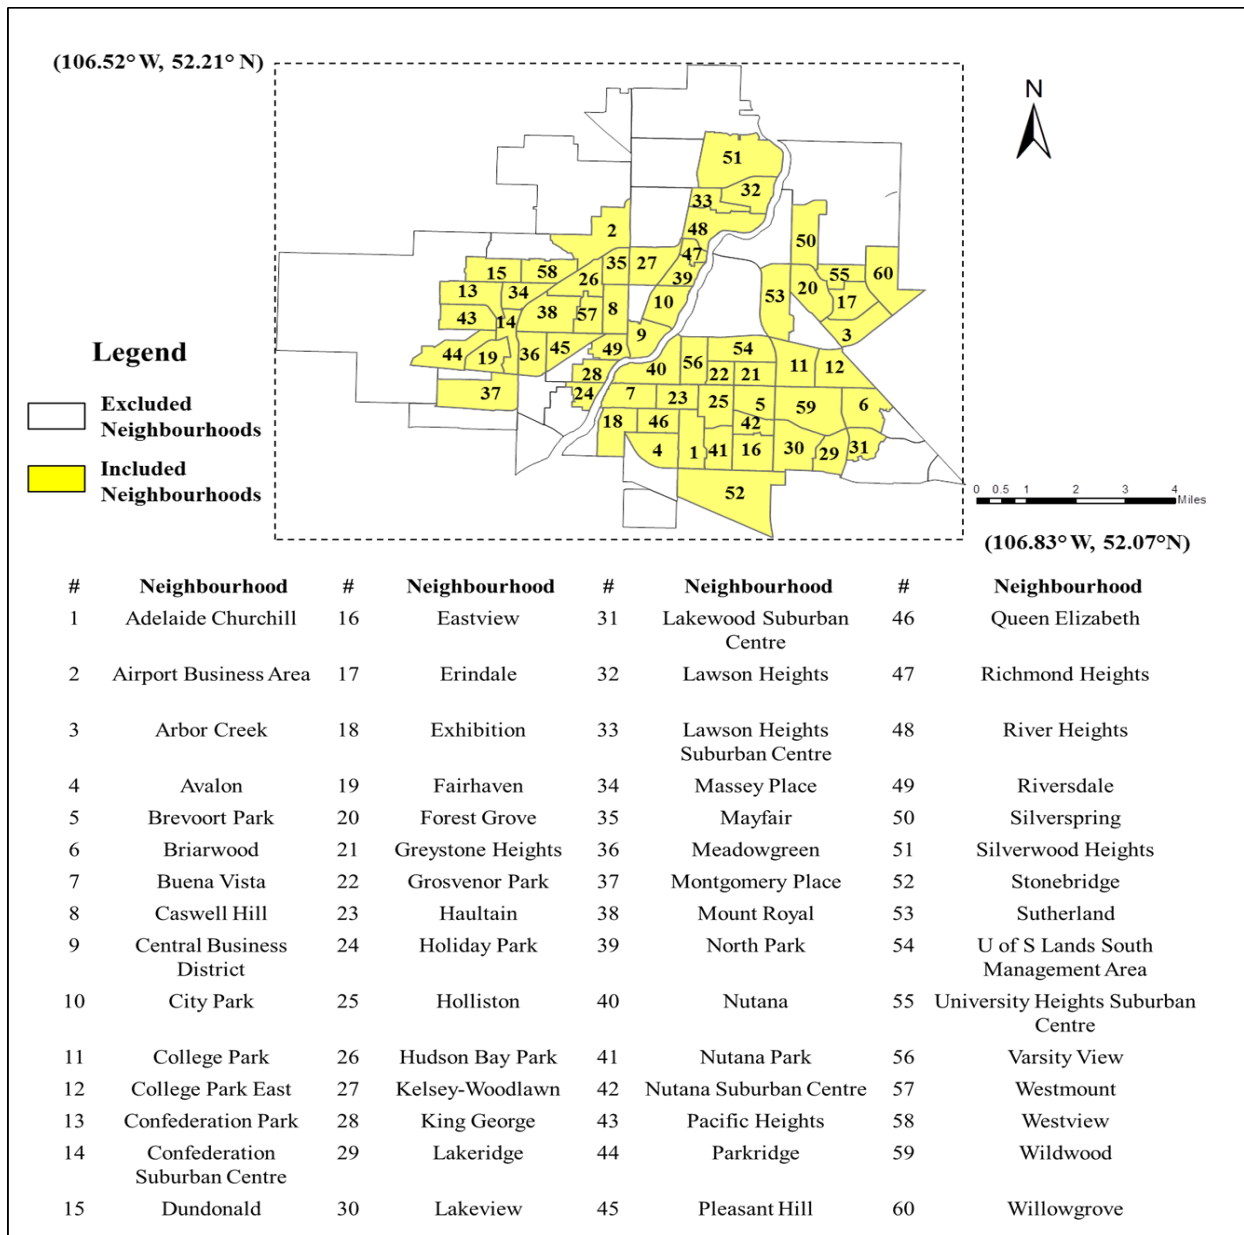 (106.52° W, 52.21° N)
N
51
32
33
50
2
48
47
35
27
60
15
58
26
39
55
20
53
13
34
10
17
38
57
8
43
14
9
3
Legend
45
49
54
44
19
36
40
56
11
12
28
22
21
37
24
7
23
25
5
59
6
Excluded
Neighbourhoods
18
46
42
4
1
41
16
30
29
31
Included
Neighbourhoods
52
0 0.5 1 2 3 4
Miles
(106.83° W, 52.07°N)
# Neighbourhood # Neighbourhood # Neighbourhood # Neighbourhood
1 Adelaide Churchill 16 Eastview 31 Lakewood Suburban 46 Queen Elizabeth
Centre
2 Airport Business Area 17 Erindale 32 Lawson Heights 47 Richmond Heights
3 Arbor Creek 18 Exhibition 33 Lawson Heights 48 River Heights
Suburban Centre
4 Avalon 19 Fairhaven 34 Massey Place 49 Riversdale
5 Brevoort Park 20 Forest Grove 35 Mayfair 50 Silverspring
6 Briarwood 21 Greystone Heights 36 Meadowgreen 51 Silverwood Heights
7 Buena Vista 22 Grosvenor Park 37 Montgomery Place 52 Stonebridge
8 Caswell Hill 23 Haultain 38 Mount Royal 53 Sutherland
9 Central Business 24 Holiday Park 39 North Park 54 U of S Lands South
District Management Area
10 City Park 25 Holliston 40 Nutana 55 University Heights Suburban
Centre
11 College Park 26 Hudson Bay Park 41 Nutana Park 56 Varsity View
12 College Park East 27 Kelsey-Woodlawn 42 Nutana Suburban Centre 57 Westmount
13 Confederation Park 28 King George 43 Pacific Heights 58 Westview
14 Confederation 29 Lakeridge 44 Parkridge 59 Wildwood
Suburban Centre
15 Dundonald 30 Lakeview 45 Pleasant Hill 60 Willowgrove